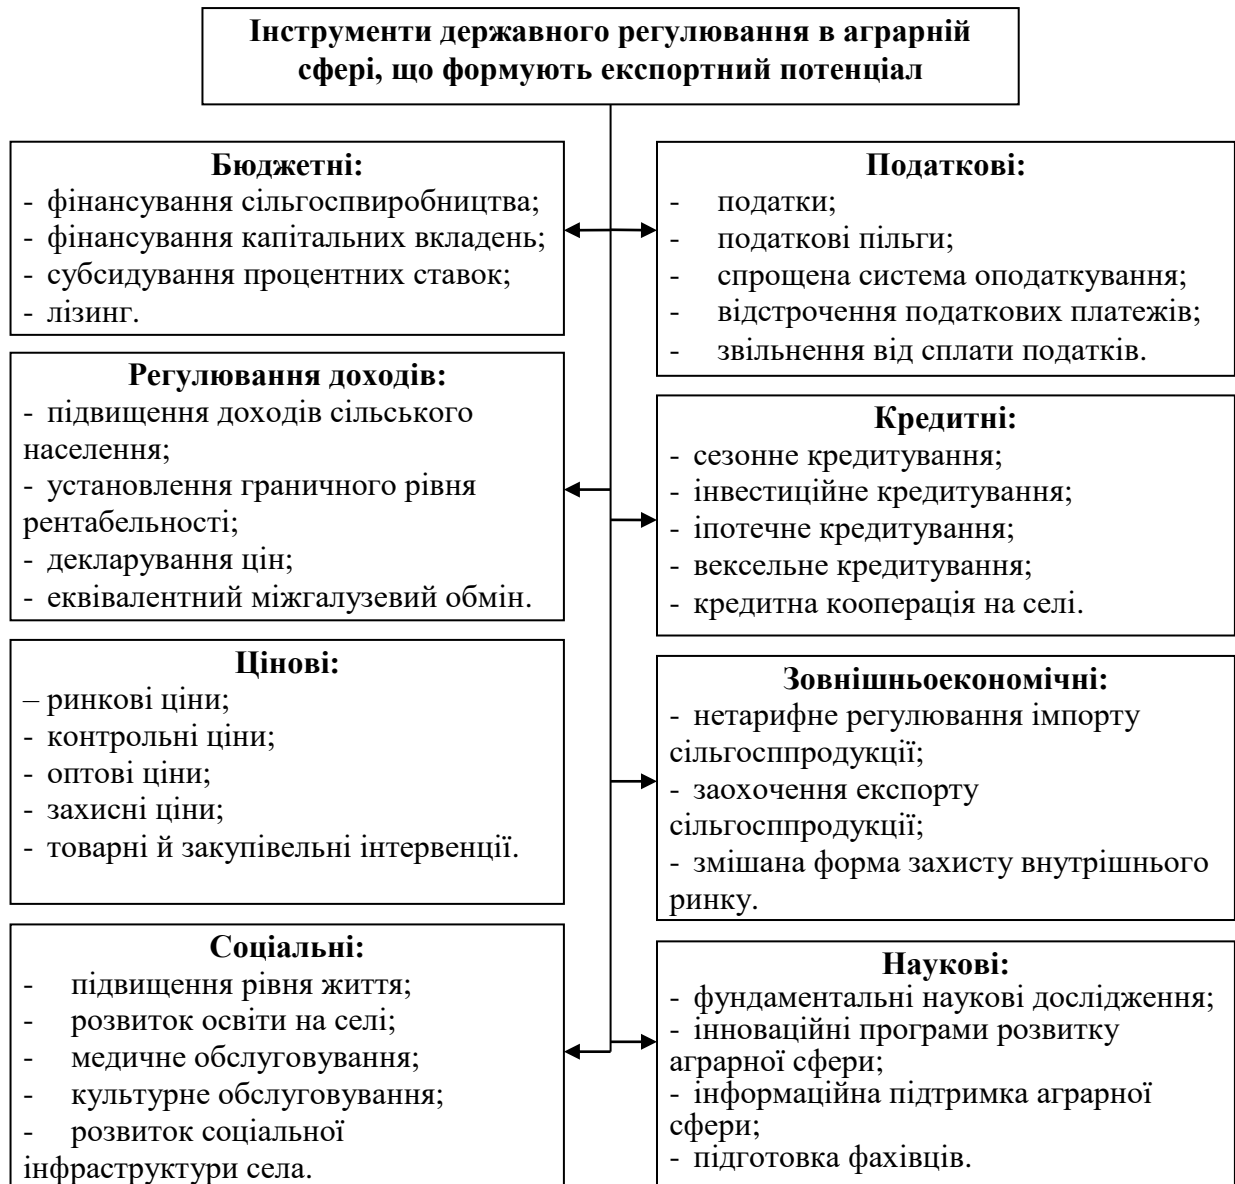 Інструменти державного регулювання в аграрній
сфері, що формують експортний потенціал
Бюджетні:
- фінансування сільгоспвиробництва;
- фінансування капітальних вкладень;
- субсидування процентних ставок;
- лізинг.
Податкові:
- податки;
- податкові пільги;
- спрощена система оподаткування;
- відстрочення податкових платежів;
- звільнення від сплати податків.
Регулювання доходів:
- підвищення доходів сільського
населення;
- установлення граничного рівня
рентабельності;
- декларування цін;
- еквівалентний міжгалузевий обмін.
Кредитні:
- сезонне кредитування;
- інвестиційне кредитування;
- іпотечне кредитування;
- вексельне кредитування;
- кредитна кооперація на селі.
Цінові:
– ринкові ціни;
- контрольні ціни;
- оптові ціни;
- захисні ціни;
- товарні й закупівельні інтервенції.
Зовнішньоекономічні:
- нетарифне регулювання імпорту
сільгосппродукції;
- заохочення експорту
сільгосппродукції;
- змішана форма захисту внутрішнього
ринку.
Соціальні:
- підвищення рівня життя;
- розвиток освіти на селі;
- медичне обслуговування;
- культурне обслуговування;
- розвиток соціальної
інфраструктури села.
Наукові:
- фундаментальні наукові дослідження;
- інноваційні програми розвитку
аграрної сфери;
- інформаційна підтримка аграрної
сфери;
- підготовка фахівців.